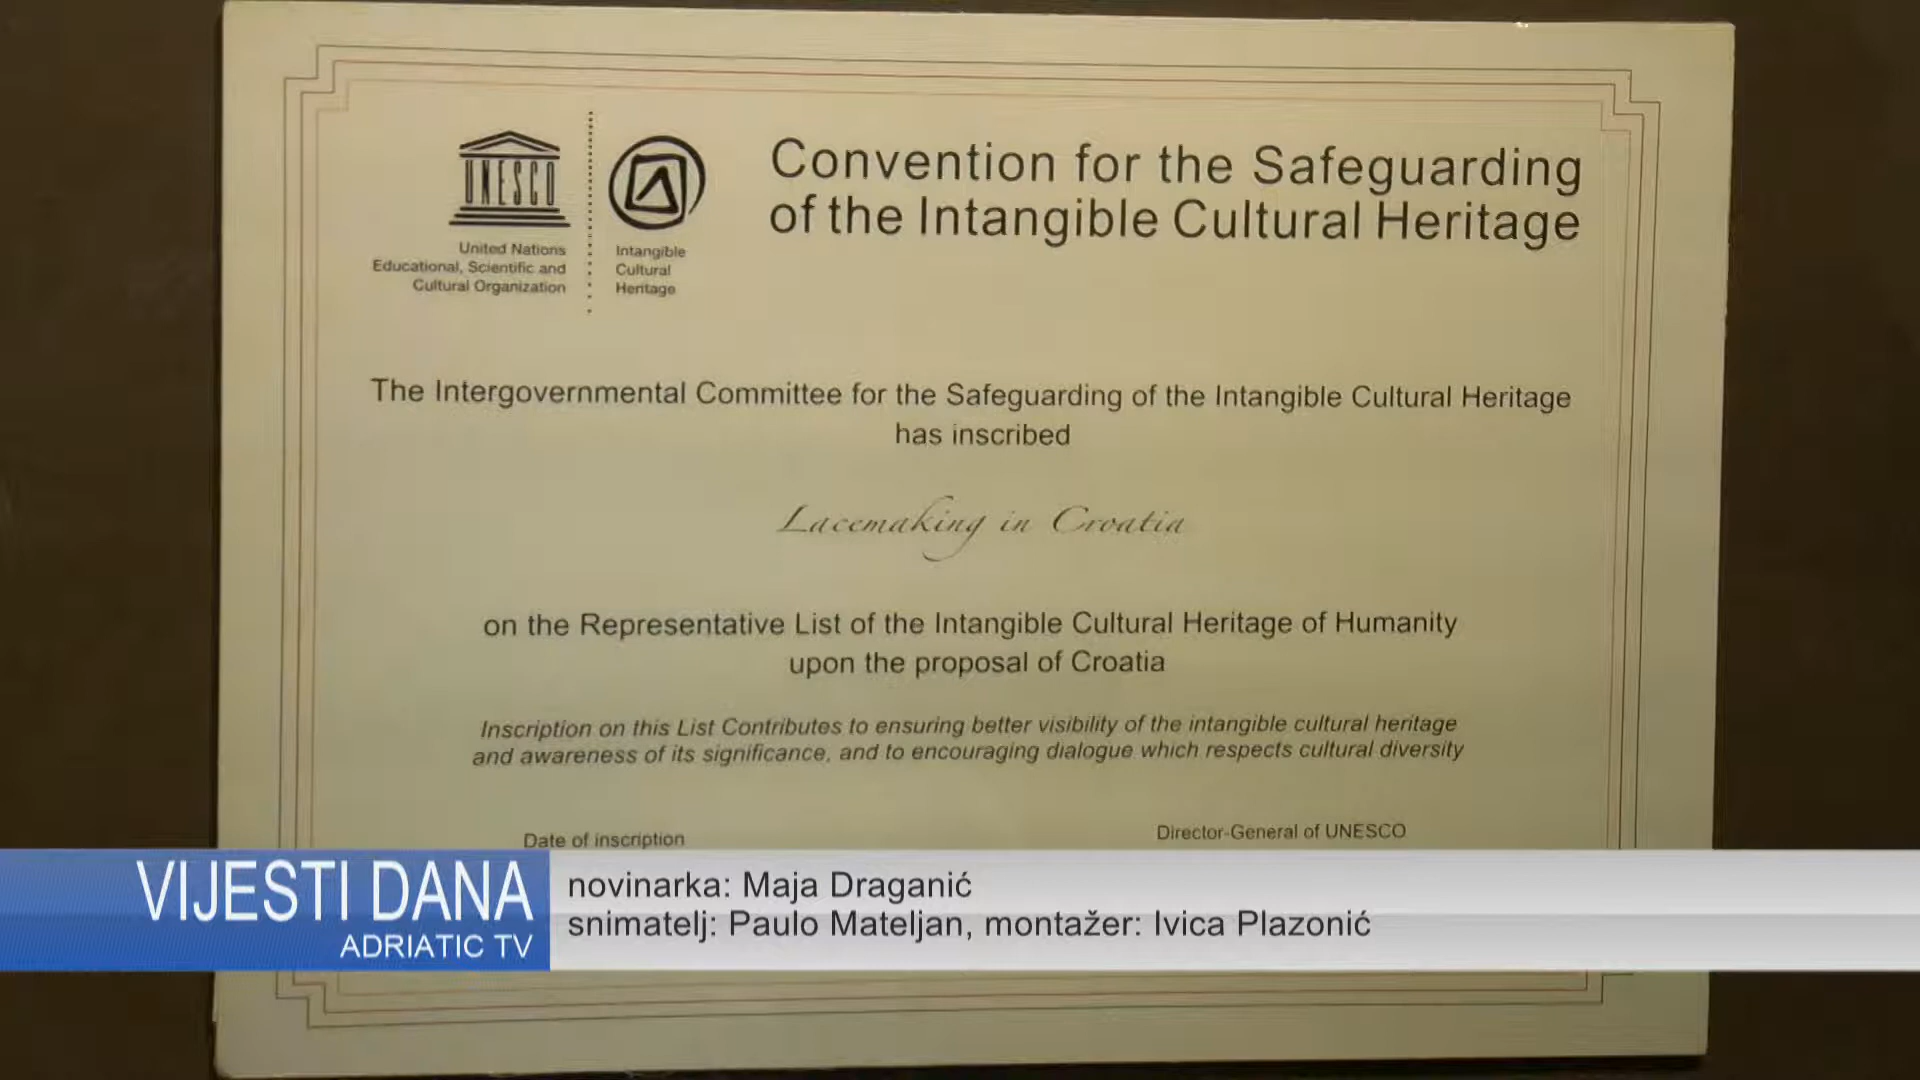 UNESCO
United Nations
Educational, Scientific and
Cultural Organization
Intangible
Cultural
Heritage
Convention for the Safeguarding
of the Intangible Cultural Heritage
The Intergovernmental Committee for the Safeguarding of the Intangible Cultural Heritage
has inscribed
Lacemaking in Croatia
on the Representative List of the Intangible Cultural Heritage of Humanity
upon the proposal of Croatia
Inscription on this List Contributes to ensuring better visibility of the intangible cultural heritage
and awareness of its significance, and to encouraging dialogue which respects cultural diversity
Date of inscription
Director-General of UNESCO
VIJESTI DANA
ADRIATIC TV
novinarka: Maja Draganić
snimatelj: Paulo Mateljan, montažer: Ivica Plazonić